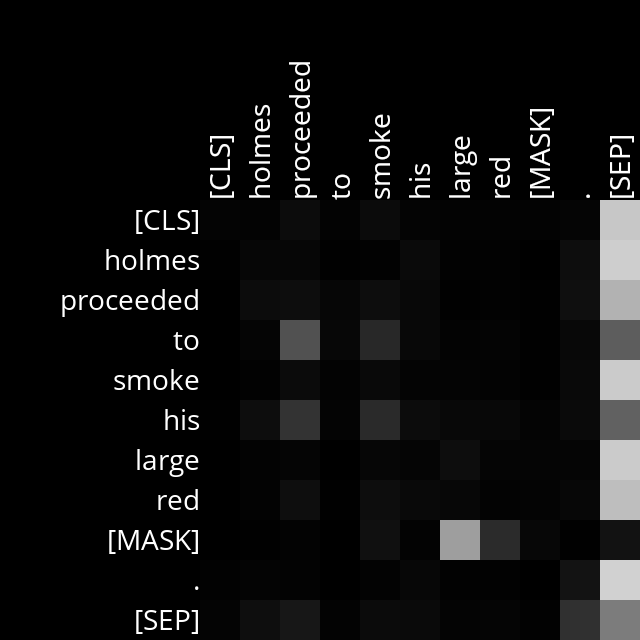 [CLS] holmes proceeded to smoke his large red [MASK] . [SEP]
[CLS]
holmes
proceeded
to
smoke
his
large
red
[MASK]
.
[SEP]